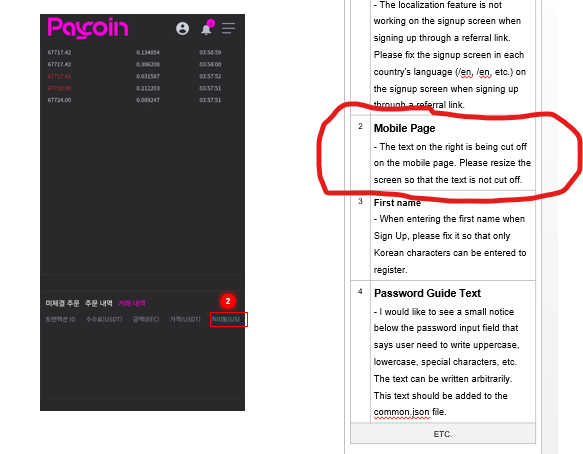 Paycoin
67717.42 0.134854 03:58:59
67717.42 0.306208 03:58:00
67717.42 0.031587 03:57:52
67720.00 0.212203 03:57:51
67724.00 0.089247 03:57:51
미체결 주문 주문 내역 거래 내역
2
트랜잭션 ID 수수료(USDT) 금액(BTC) 가격(USDT) 처리됨(USI
- The localization feature is not
working on the signup screen when
signing up through a referral link.
Please fix the signup screen in each
country's language (/en, /en, etc.) on
the signup screen when signing up
through a referral link.
2 Mobile Page
- The text on the right is being cut off
on the mobile page. Please resize the
screen so that the text is not cut off.
3 First name
- When entering the first name when
Sign Up, please fix it so that only
Korean characters can be entered to
register.
4 Password Guide Text
- I would like to see a small notice
below the password input field that
says user need to write uppercase,
lowercase, special characters, etc.
The text can be written arbitrarily.
This text should be added to the
common.json file.
ETC.